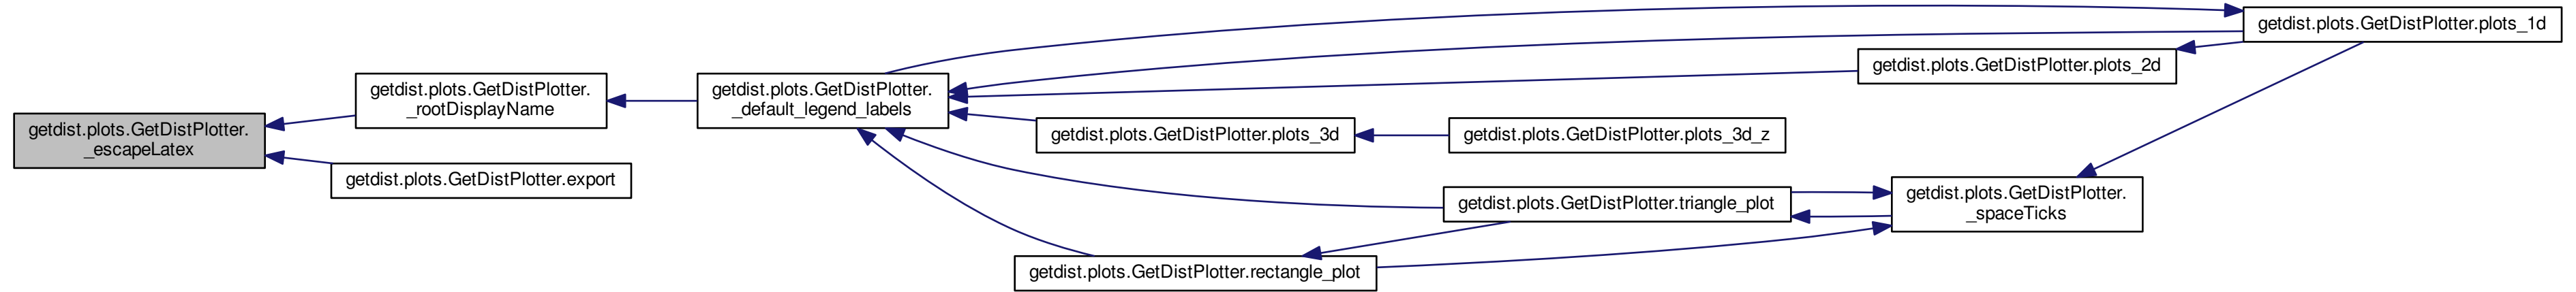 getdist.plots.GetDistPlotter.
_escapeLatex
getdist.plots.GetDistPlotter.
_rootDisplayName
getdist.plots.GetDistPlotter.export
getdist.plots.GetDistPlotter.
_default_legend_labels
getdist.plots.GetDistPlotter.plots_1d
getdist.plots.GetDistPlotter.plots_2d
getdist.plots.GetDistPlotter.plots_3d
getdist.plots.GetDistPlotter.plots_3d_z
getdist.plots.GetDistPlotter.triangle_plot
getdist.plots.GetDistPlotter.
_spaceTicks
getdist.plots.GetDistPlotter.rectangle_plot